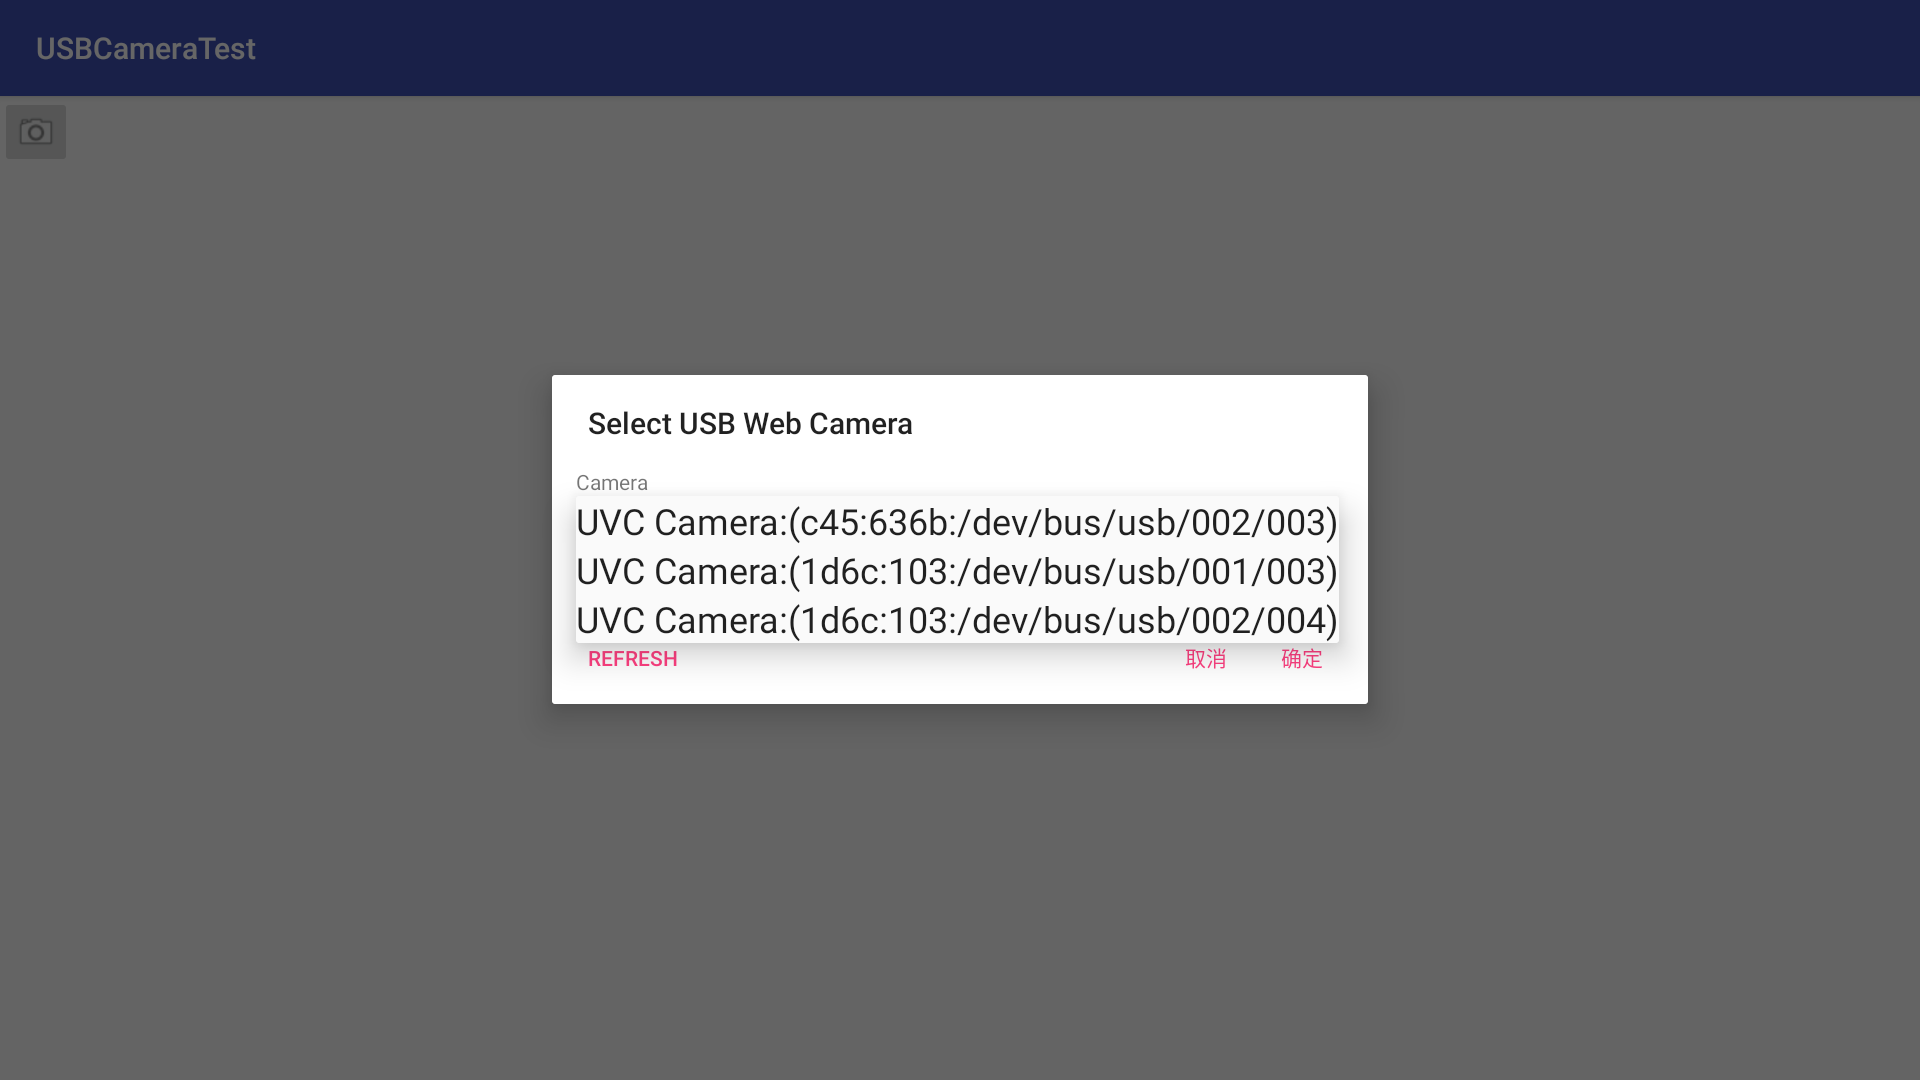 USBCameraTest
Select USB Web Camera
Camera
UVC Camera:(c45:636b:/dev/bus/usb/002/003)
UVC Camera:(1d6c:103:/dev/bus/usb/001/003)
UVC Camera:(1d6c:103:/dev/bus/usb/002/004)
REFRESH 取消 确定